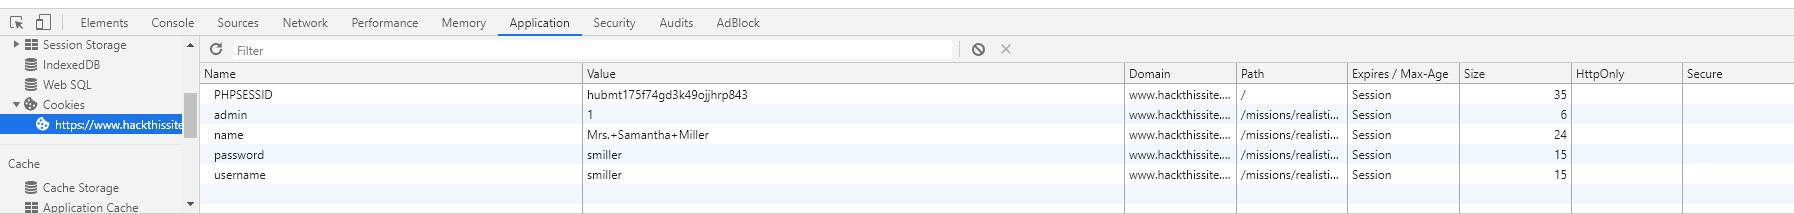 Elements Console Sources Network Performance Memory Application Security Audits AdBlock
Session Storage
IndexedDB
Web SQL
Cookies
https://www.hackthissite
Cache
Cache Storage
Application Cache
Filter
Name Value Domain Path Expires / Max-Age Size HttpOnly Secure
PHPSESSID hubmt175f74gd3k49ojjhrp843 www.hackthissite.... / Session 35
admin 1 www.hackthissite.... /missions/realisti... Session 6
name Mrs.+Samantha+Miller www.hackthissite.... /missions/realisti... Session 24
password smiller www.hackthissite.... /missions/realisti... Session 15
username smiller www.hackthissite.... /missions/realisti... Session 15